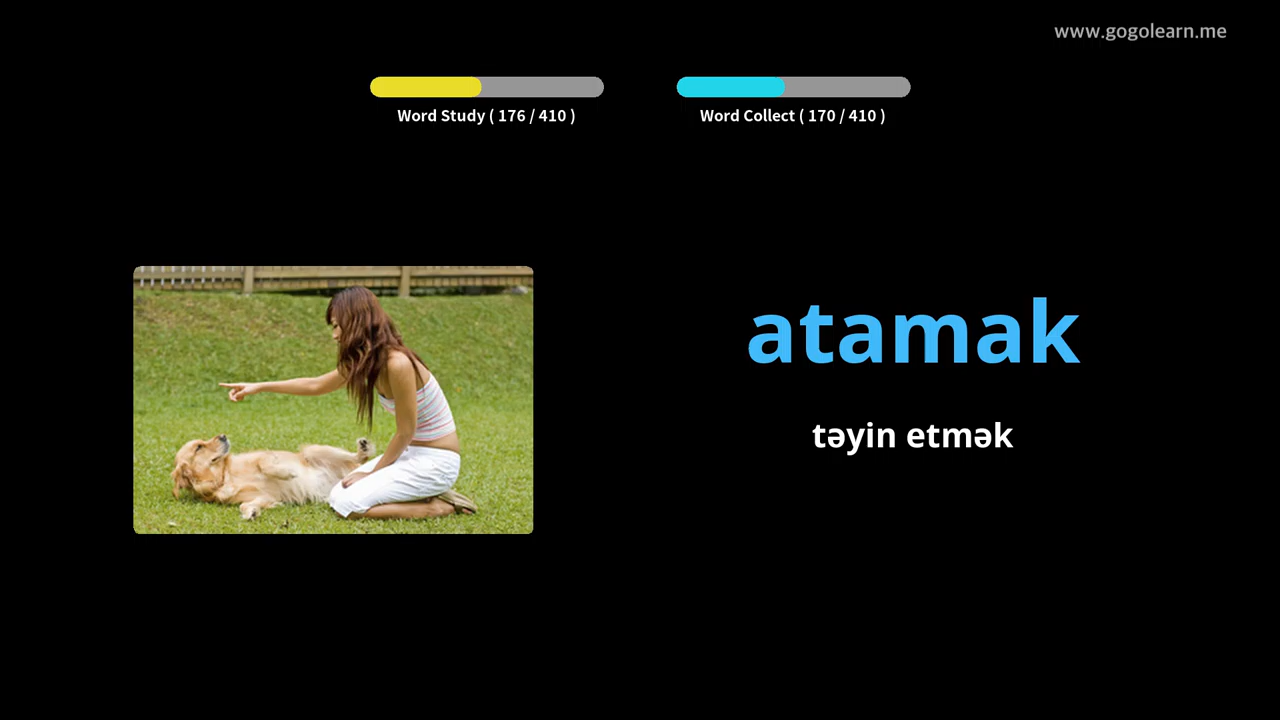 www.gogolearn.me
Word Study ( 176 / 410 )
Word Collect ( 170 / 410 )
atamak
təyin etmək